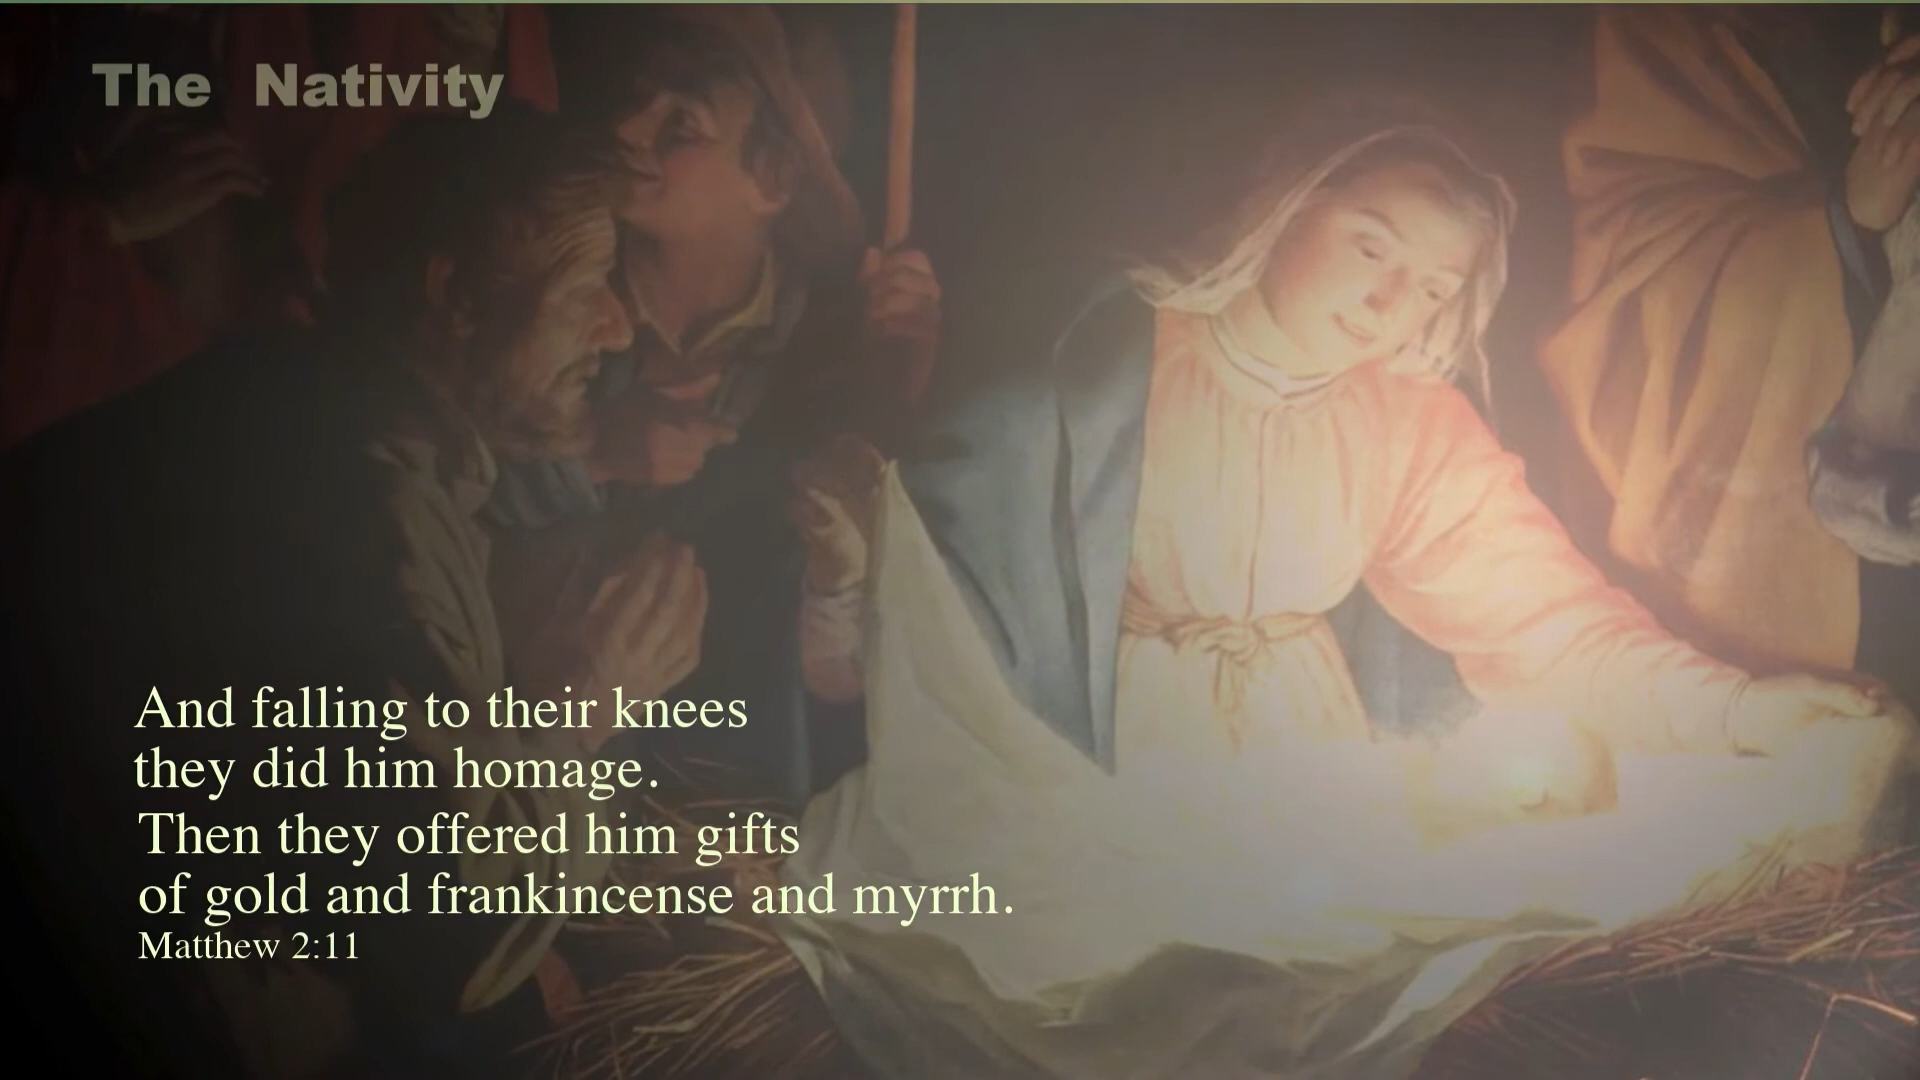 The Nativity
And falling to their knees
they did him homage.
Then they offered him gifts
of gold and frankincense and myrrh.
Matthew 2:11